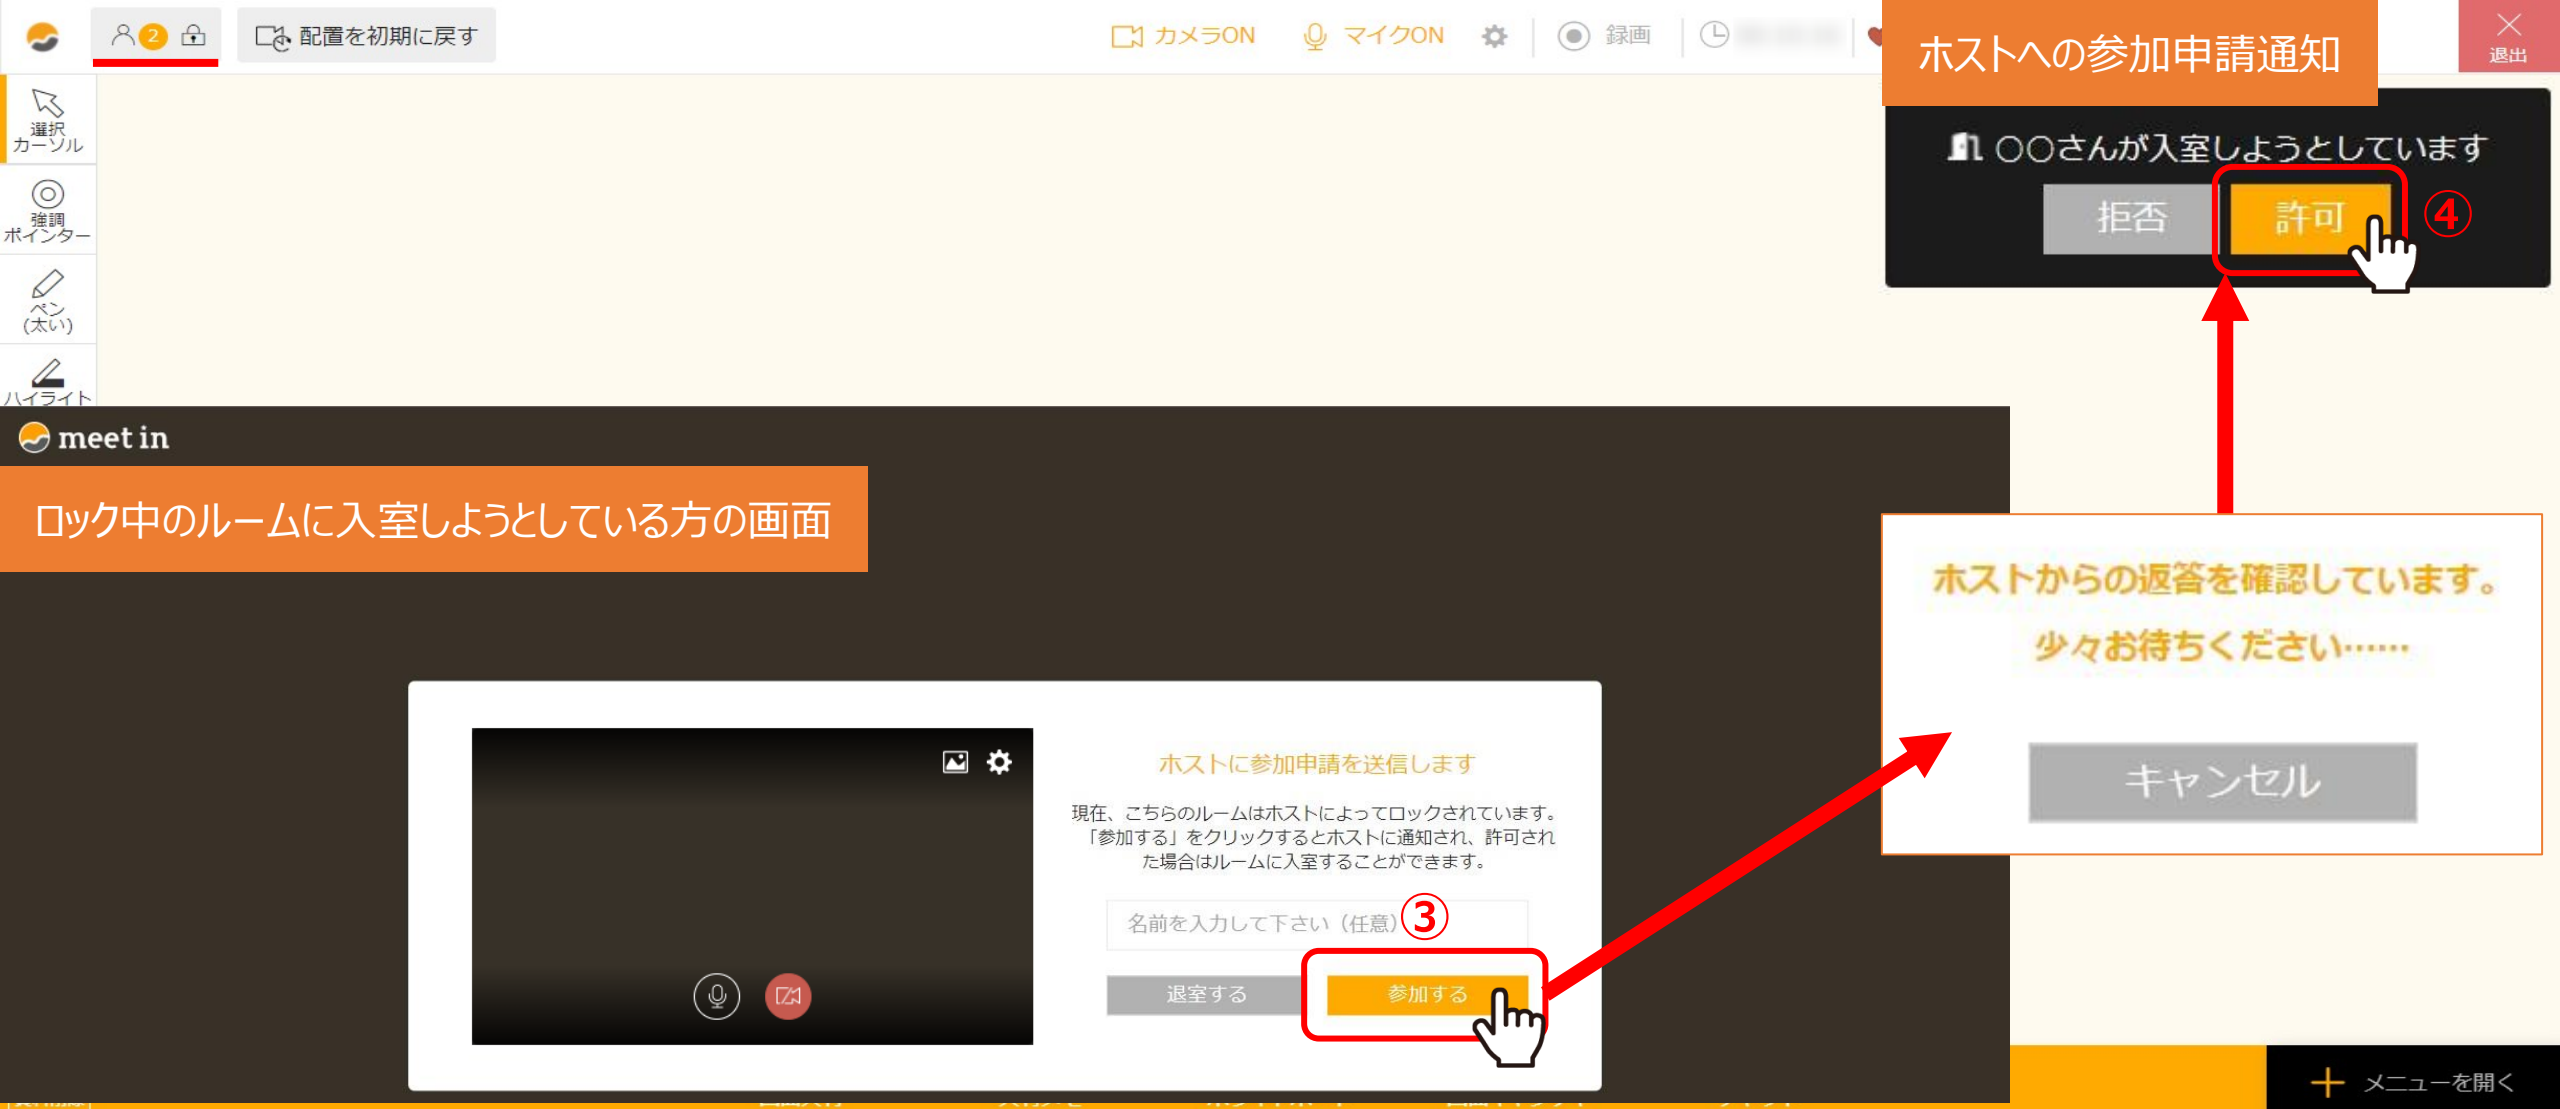 2
配置を初期に戻す
カメラON
マイクON
録画
退出
ホストへの参加申請通知
〇〇さんが入室しようとしています
拒否
許可
④
選択
カーソル
強調
ポインター
ペン
(太い)
ハイライト
meet in
ロック中のルームに入室しようとしている方の画面
ホストからの返答を確認しています。
少々お待ちください……
キャンセル
ホストに参加申請を送信します
現在、こちらのルームはホストによってロックされています。
「参加する」をクリックするとホストに通知され、許可され
た場合はルームに入室することができます。
名前を入力して下さい（任意）
③
退室する
参加する
メニューを開く